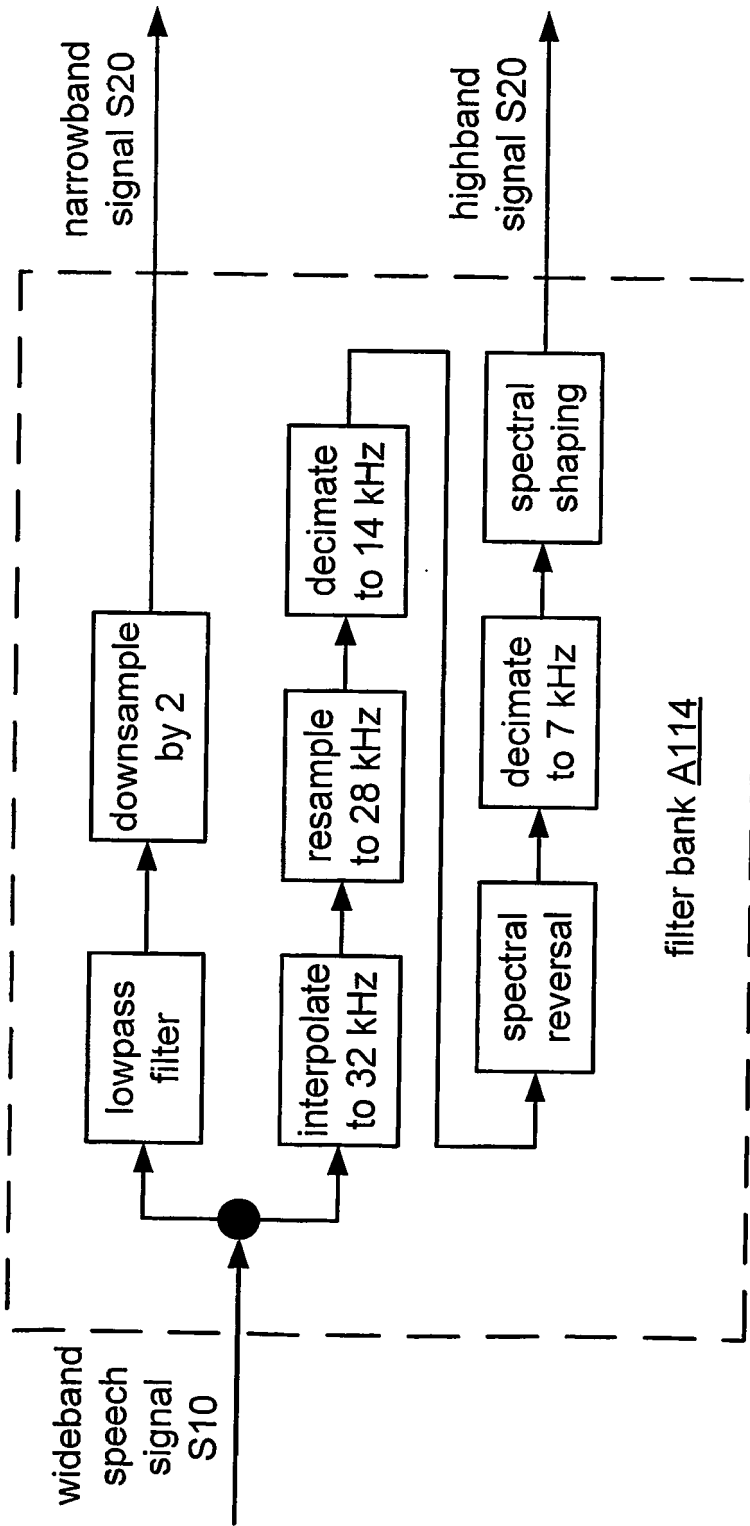 wideband
speech
signal
S10
lowpass
filter
downsample
by 2
narrowband
signal S20
interpolate
to 32 kHz
resample
to 28 kHz
decimate
to 14 kHz
spectral
reversal
decimate
to 7 kHz
spectral
shaping
highband
signal S20
filter bank A114